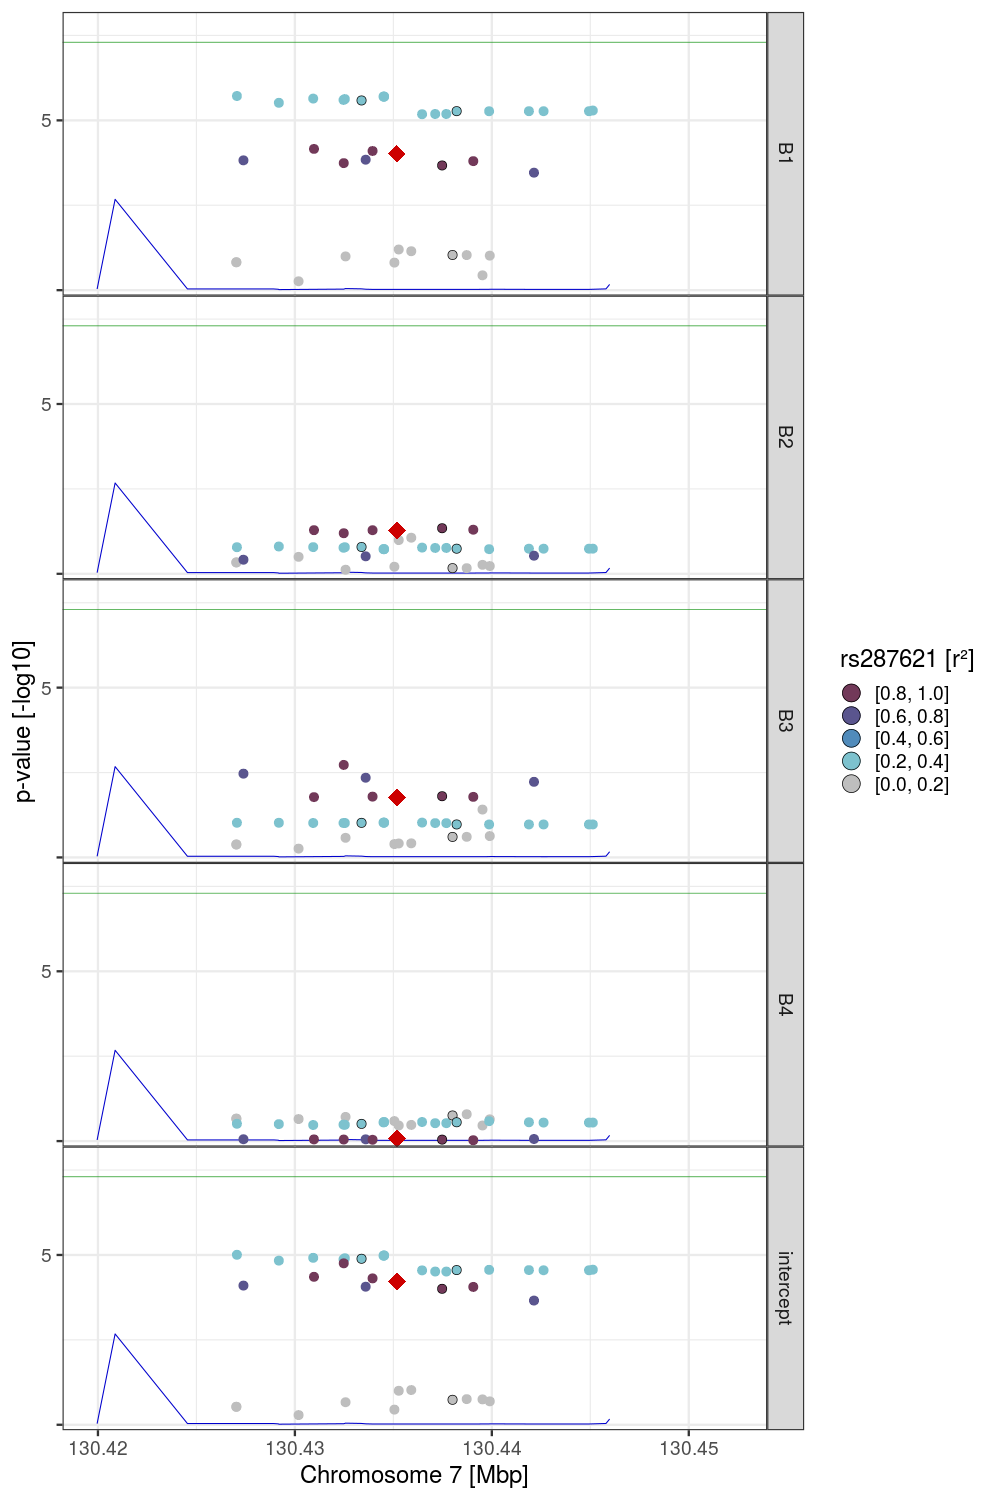 5
B1
5
B2
5
B3
5
B4
5
intercept
p-value [-log10]
130.42 130.43 130.44 130.45
Chromosome 7 [Mbp]
rs287621 [r²]
[0.8, 1.0]
[0.6, 0.8]
[0.4, 0.6]
[0.2, 0.4]
[0.0, 0.2]